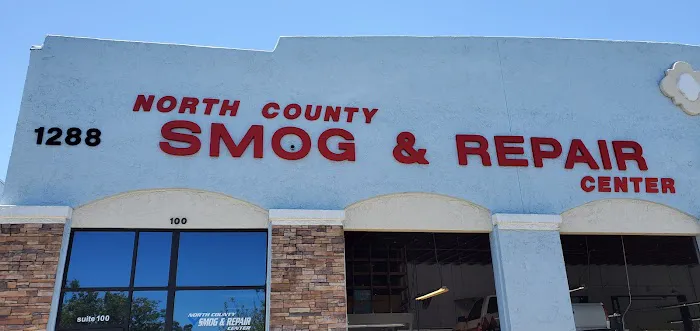 NORTH COUNTY
1288
SMOG & REPAIR
CENTER
100
suite 100
NORTH COUNTY
SMOG & REPAIR
CENTER